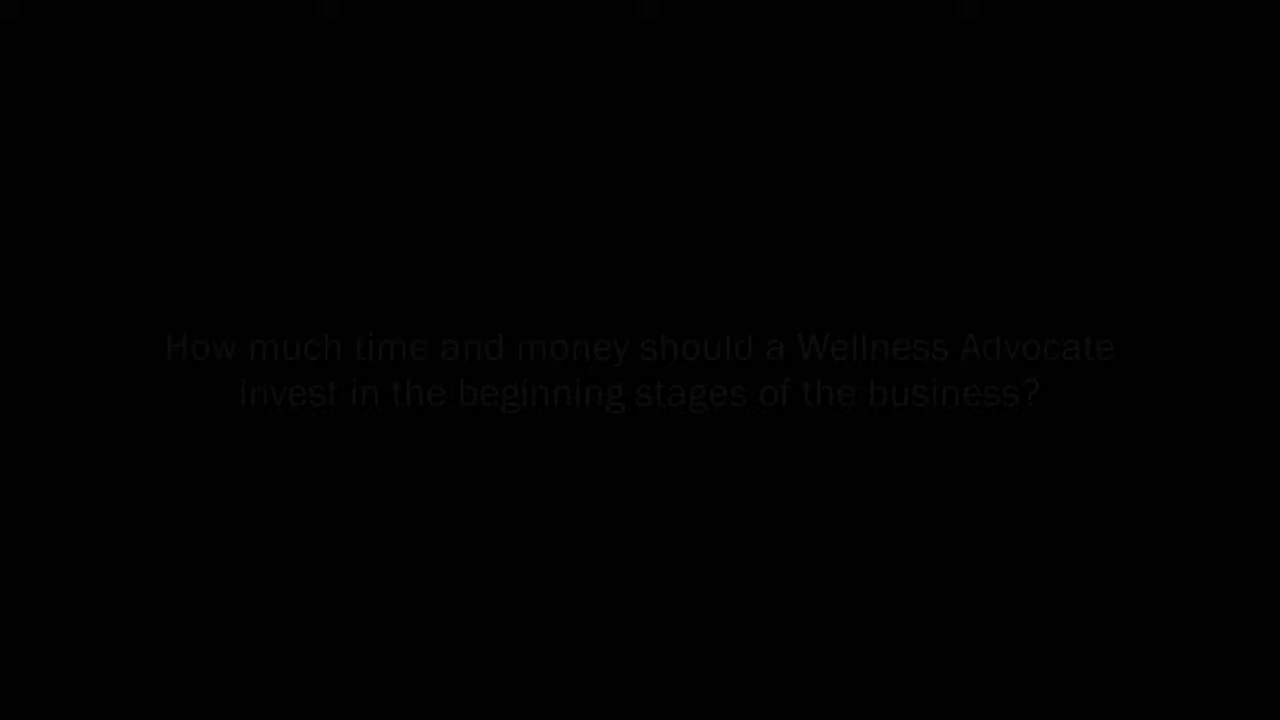 How much time and money should a Wellness Advocate
invest in the beginning stages of the business?